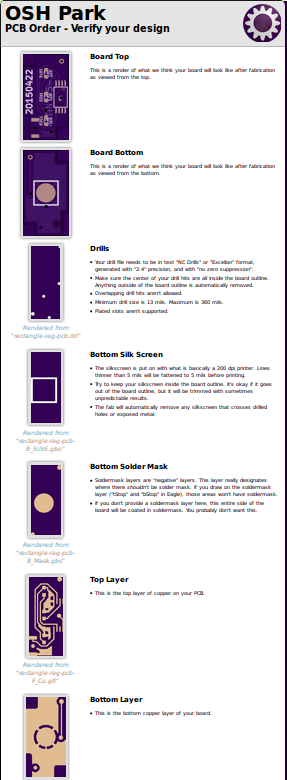 OSH Park
PCB Order - Verify your design
Board Top
This is a render of what we think your board will look like after fabrication
as viewed from the top.
20150422
Board Bottom
This is a render of what we think your board will look like after fabrication
as viewed from the bottom.
Drills
• Your drill file needs to be in text "NC Drills" or "Excellon" format,
generated with "2:4" precision, and with "no zero suppression".
• Make sure the center of your drill hits are all inside the board outline.
Anything outside of the board outline is automatically removed.
• Overlapping drill hits aren't allowed.
• Minimum drill size is 13 mils. Maximum is 360 mils.
• Plated slots aren't supported.
Rendered from
"rectangle-rag-pcb.drl"
Bottom Silk Screen
• The silkscreen is put on with what is basically a 200 dpi printer. Lines
thinner than 5 mils will be fattened to 5 mils before printing.
• Try to keep your silkscreen inside the board outline. It's okay if it goes
out of the board outline, but it will be trimmed with sometimes
unpredictable results.
• The fab will automatically remove any silkscreen that crosses drilled
holes or exposed metal.
Rendered from
"rectangle-rag-pcb-
B_SilkS.gbo"
Bottom Solder Mask
• Soldermask layers are "negative" layers. This layer really designates
where there shouldn't be solder mask. If you draw on the soldermask
layer ("tStop" and "bStop" in Eagle), those areas won't have soldermask.
• If you don't provide a soldermask layer here, this entire side of the
board will be coated in soldermask. You probably don't want this.
Rendered from
"rectangle-rag-pcb-
B_Mask.gbs"
Top Layer
• This is the top layer of copper on your PCB.
Rendered from
"rectangle-rag-pcb-
F_Cu.gtl"
Bottom Layer
• This is the bottom copper layer of your board.